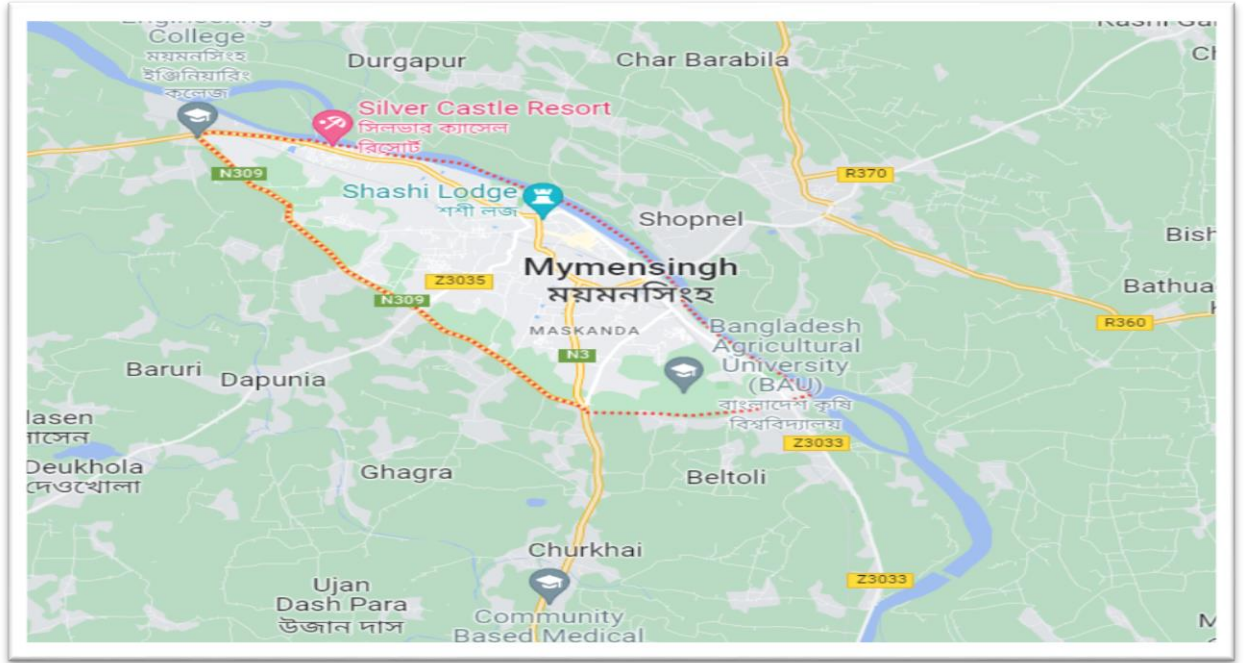 Engineering
College
ময়মনসিংহ
ইঞ্জিনিয়ারিং
কলেজ
Durgapur
Char Barabila
Silver Castle Resort
সিলভার ক্যাসেল
রিসোর্ট
N309
R370
Shashi Lodge
শশী লজ
Shopnel
Bish
Mymensingh
ময়মনসিংহ
Z3035
N309
Bathua
R360
MASKANDA
N3
Bangladesh
Agricultural
University
(BAU)
বাংলাদেশ কৃষি
বিশ্ববিদ্যালয়
Baruri
Dapunia
lasen
Z3033
Deukhola
দেওখোলা
Ghagra
Beltoli
Churkhai
Z3033
Ujan
Dash Para
উজান দাস
Community
Based Medical